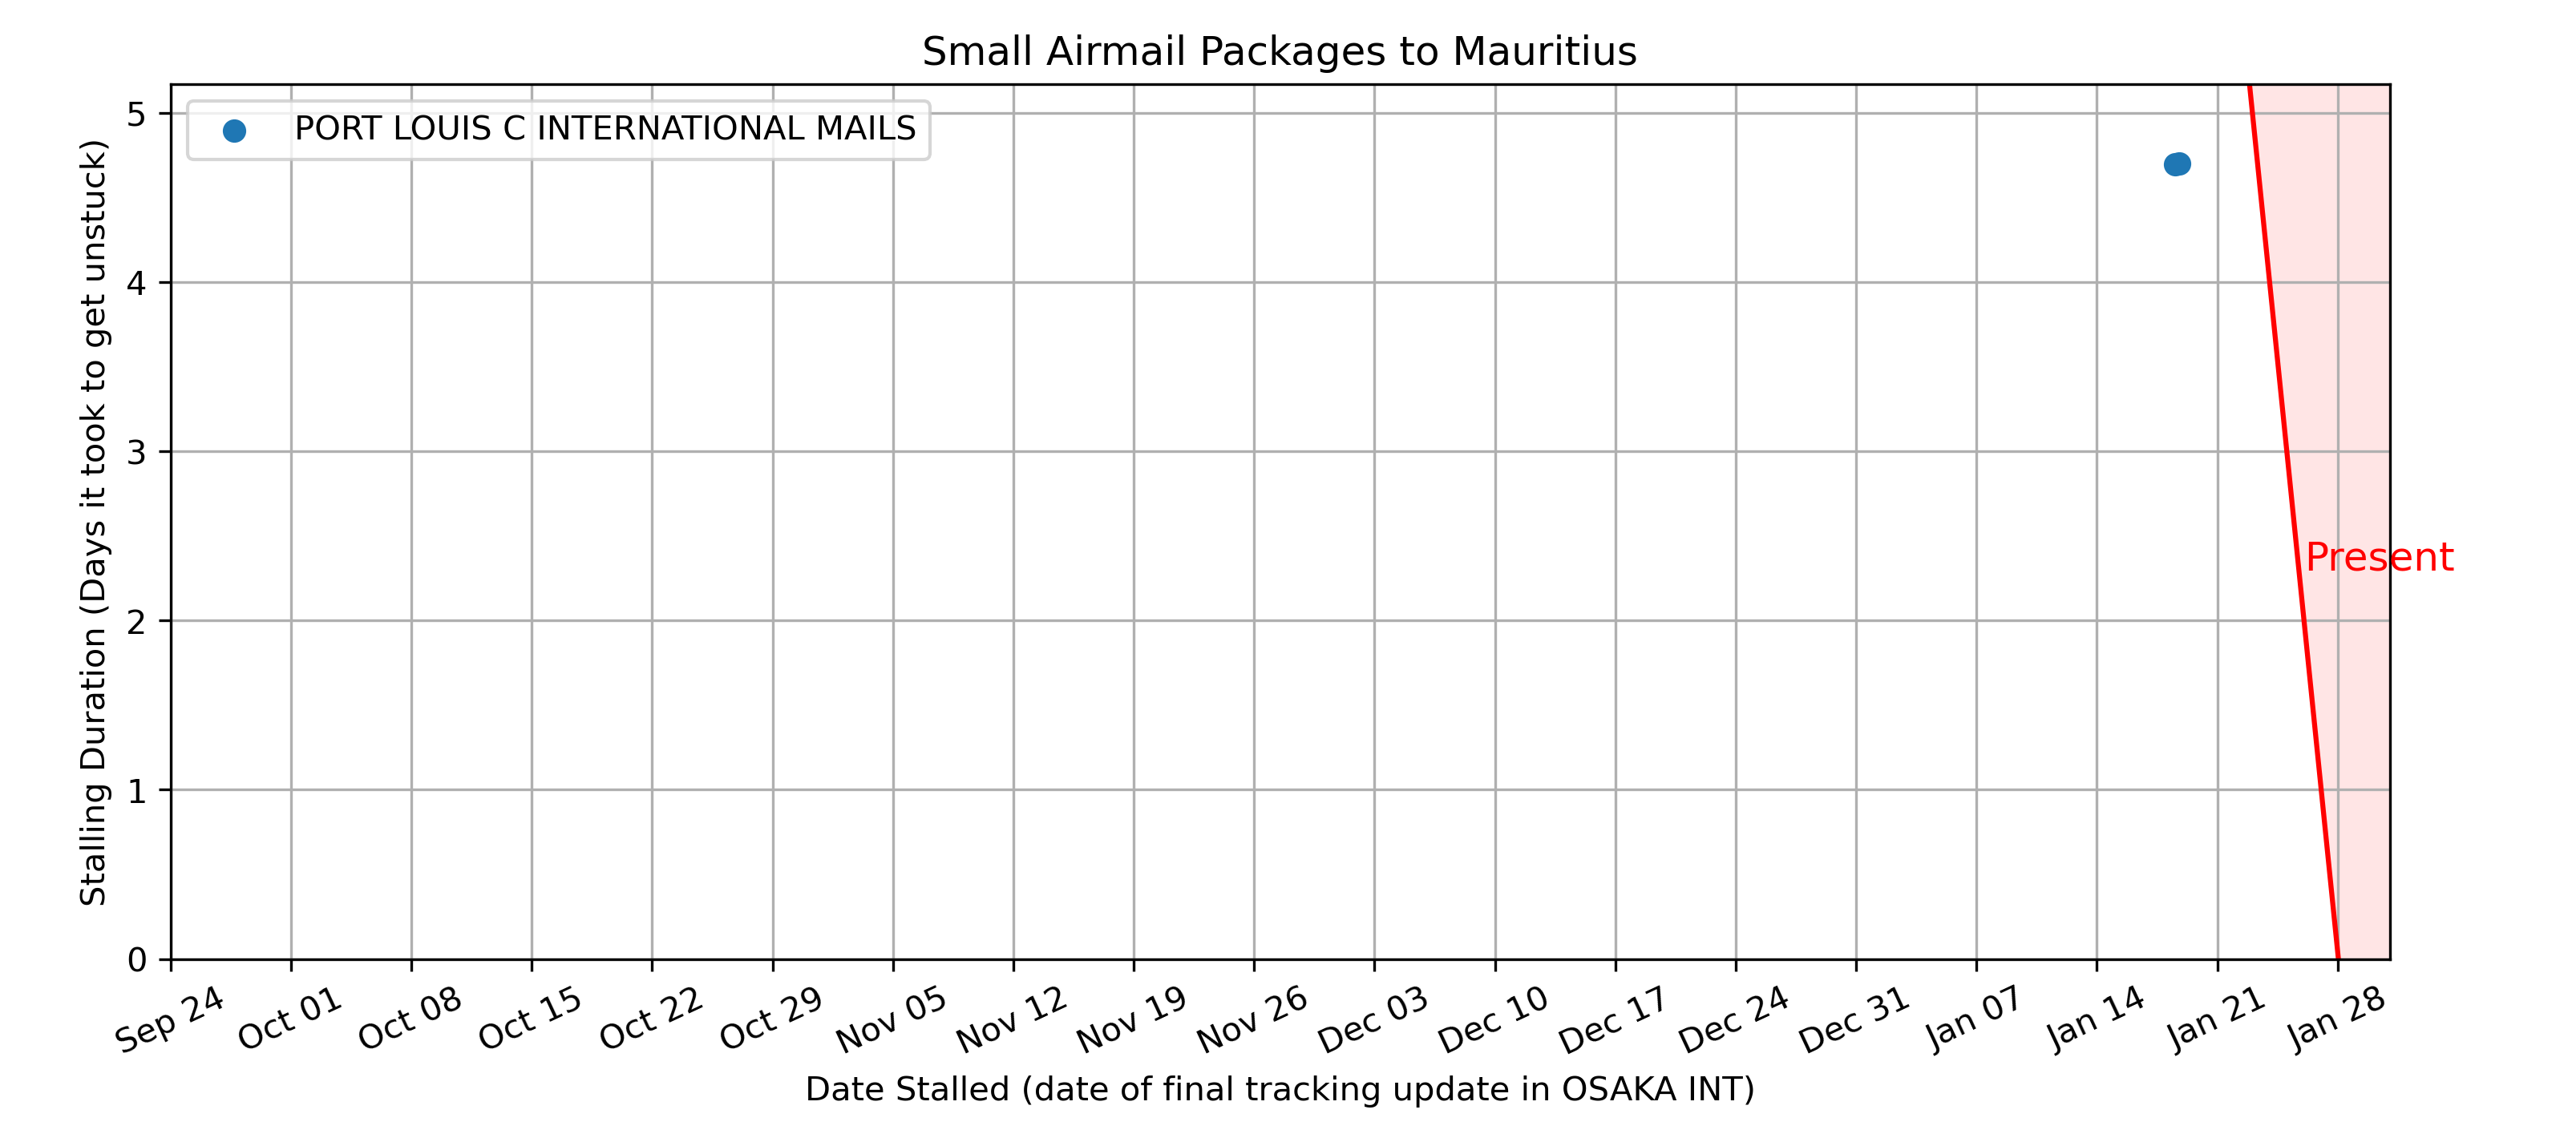 Small Airmail Packages to Mauritius
PORT LOUIS C INTERNATIONAL MAILS
Stalling Duration (Days it took to get unstuck)
5
4
3
2
1
0
Present
Sep 24
Oct 01
Oct 08
Oct 15
Oct 22
Oct 29
Nov 05
Nov 12
Nov 19
Nov 26
Dec 03
Dec 10
Dec 17
Dec 24
Dec 31
Jan 07
Jan 14
Jan 21
Jan 28
Date Stalled (date of final tracking update in OSAKA INT)